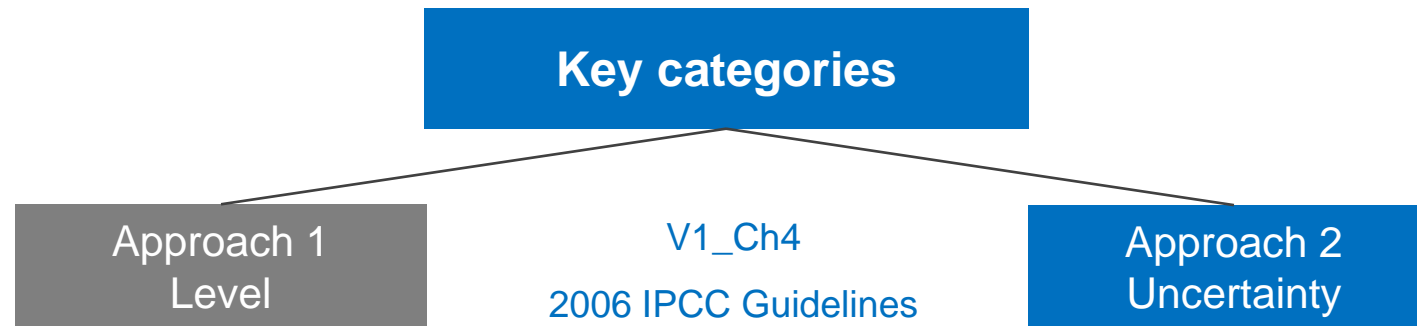 Key categories
Approach 1
Level
V1_Ch4
2006 IPCC Guidelines
Approach 2
Uncertainty